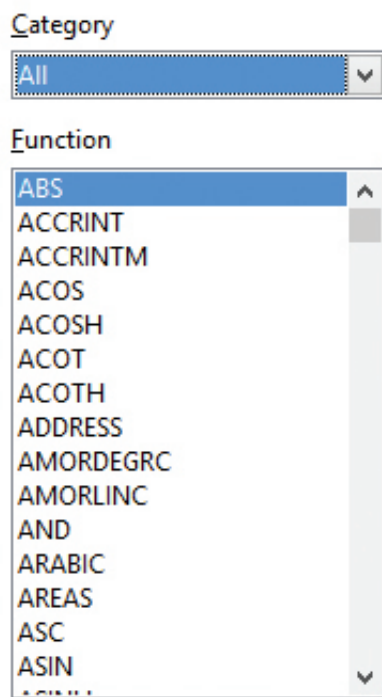 Category
All
Function
ABS
ACCRINT
ACCRINTM
ACOS
ACOSH
ACOT
ACOTH
ADDRESS
AMORDEGRC
AMORLINC
AND
ARABIC
AREAS
ASC
ASIN